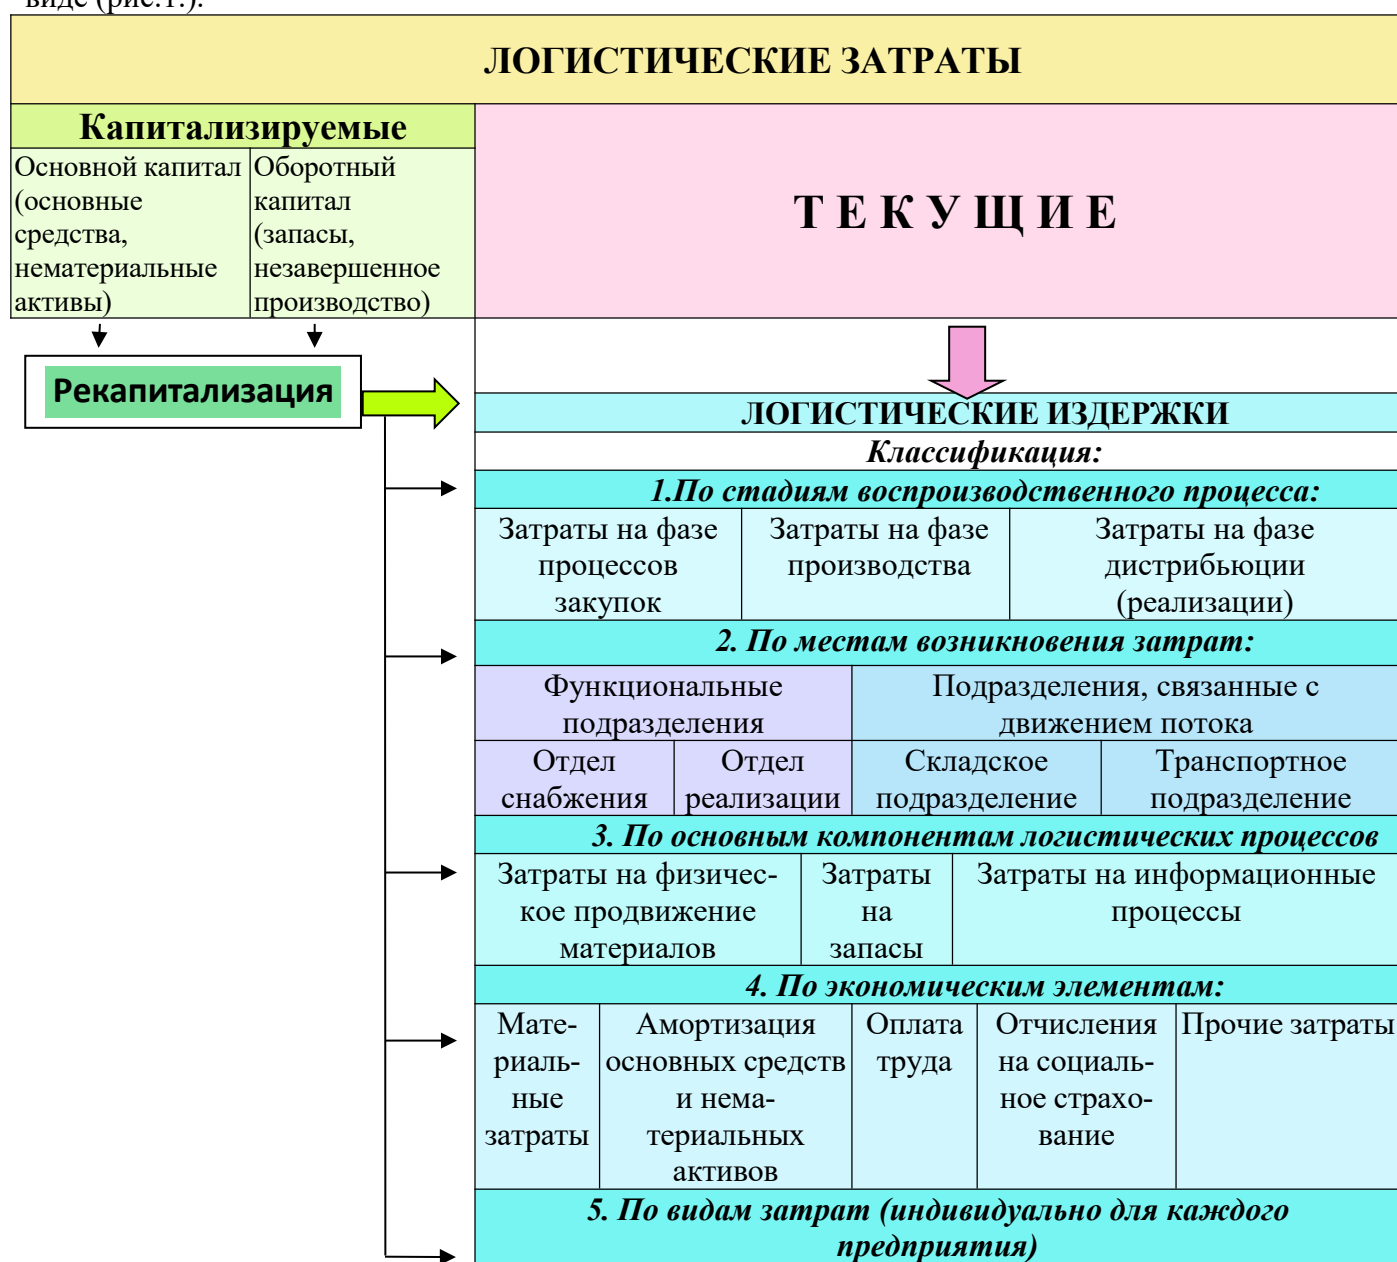 виде (рис.1.).
ЛОГИСТИЧЕСКИЕ ЗАТРАТЫ
Капитализируемые
Основной капитал
(основные
средства,
нематериальные
активы)
Оборотный
капитал
(запасы,
незавершенное
производство)
Т Е К У Щ И Е
Рекапитализация
ЛОГИСТИЧЕСКИЕ ИЗДЕРЖКИ
Классификация:
1.По стадиям воспроизводственного процесса:
Затраты на фазе
процессов
закупок
Затраты на фазе
производства
Затраты на фазе
дистрибьюции
(реализации)
2. По местам возникновения затрат:
Функциональные
подразделения
Подразделения, связанные с
движением потока
Отдел
снабжения
Отдел
реализации
Складское
подразделение
Транспортное
подразделение
3. По основным компонентам логистических процессов
Затраты на физичес-
кое продвижение
материалов
Затраты
на
запасы
Затраты на информационные
процессы
4. По экономическим элементам:
Мате-
риаль-
ные
затраты
Амортизация
основных средств
и нема-
териальных
активов
Оплата
труда
Отчисления
на социаль-
ное страхо-
вание
Прочие затраты
5. По видам затрат (индивидуально для каждого
предприятия)